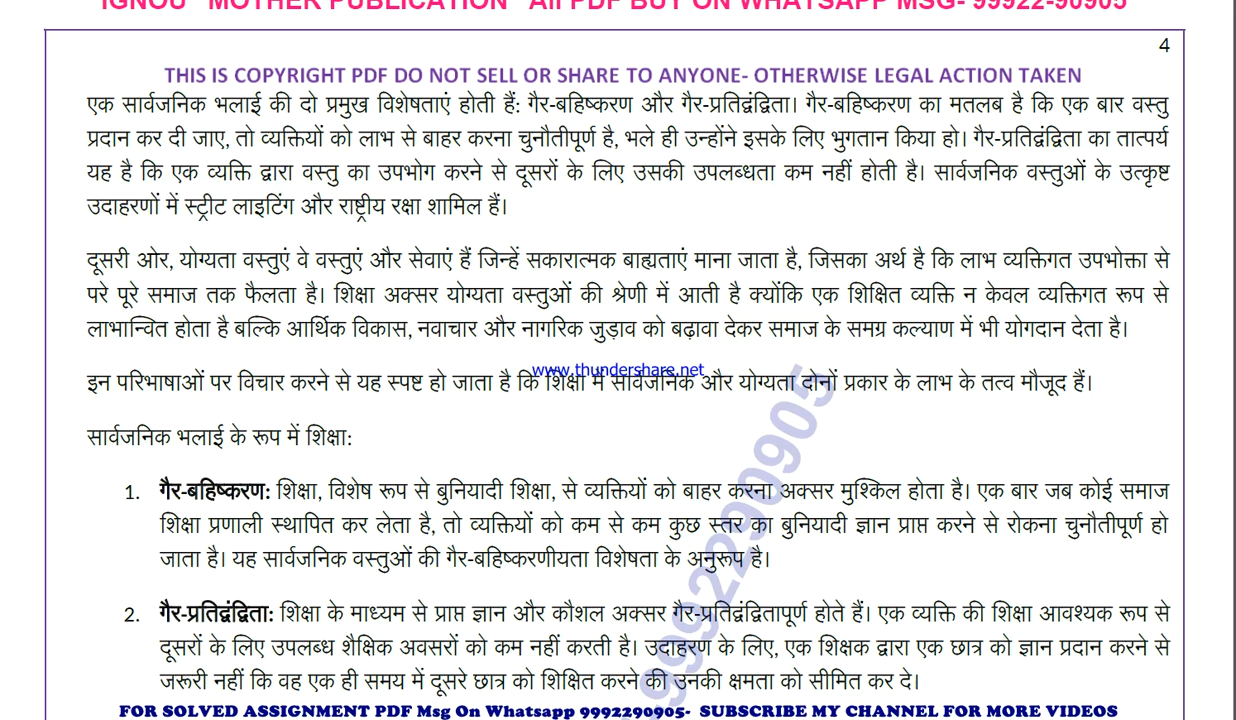 IGNOU "MOTHER PUBLICATION" All PDF BUY ON WHATSAPP MSG- 99922-90905
4
THIS IS COPYRIGHT PDF DO NOT SELL OR SHARE TO ANYONE- OTHERWISE LEGAL ACTION TAKEN
एक सार्वजनिक भलाई की दो प्रमुख विशेषताएं होती हैं: गैर-बहिष्करण और गैर-प्रतिद्वंद्विता। गैर-बहिष्करण का मतलब है कि एक बार वस्तु
प्रदान कर दी जाए, तो व्यक्तियों को लाभ से बाहर करना चुनौतीपूर्ण है, भले ही उन्होंने इसके लिए भुगतान किया हो। गैर-प्रतिद्वंद्विता का तात्पर्य
यह है कि एक व्यक्ति द्वारा वस्तु का उपभोग करने से दूसरों के लिए उसकी उपलब्धता कम नहीं होती है। सार्वजनिक वस्तुओं के उत्कृष्ट
उदाहरणों में स्ट्रीट लाइटिंग और राष्ट्रीय रक्षा शामिल हैं।
दूसरी ओर, योग्यता वस्तुएं वे वस्तुएं और सेवाएं हैं जिन्हें सकारात्मक बाह्यताएं माना जाता है, जिसका अर्थ है कि लाभ व्यक्तिगत उपभोक्ता से
परे पूरे समाज तक फैलता है। शिक्षा अक्सर योग्यता वस्तुओं की श्रेणी में आती है क्योंकि एक शिक्षित व्यक्ति न केवल व्यक्तिगत रूप से
लाभान्वित होता है बल्कि आर्थिक विकास, नवाचार और नागरिक जुड़ाव को बढ़ावा देकर समाज के समग्र कल्याण में भी योगदान देता है।
www.thundershare.net
इन परिभाषाओं पर विचार करने से यह स्पष्ट हो जाता है कि शिक्षा में सार्वजनिक और योग्यता दोनों प्रकार के लाभ के तत्व मौजूद हैं।
सार्वजनिक भलाई के रूप में शिक्षा:
1. गैर-बहिष्करण: शिक्षा, विशेष रूप से बुनियादी शिक्षा, से व्यक्तियों को बाहर करना अक्सर मुश्किल होता है। एक बार जब कोई समाज
शिक्षा प्रणाली स्थापित कर लेता है, तो व्यक्तियों को कम से कम कुछ स्तर का बुनियादी ज्ञान प्राप्त करने से रोकना चुनौतीपूर्ण हो
जाता है। यह सार्वजनिक वस्तुओं की गैर-बहिष्करणीयता विशेषता के अनुरूप है।
2. गैर-प्रतिद्वंद्विता: शिक्षा के माध्यम से प्राप्त ज्ञान और कौशल अक्सर गैर-प्रतिद्वंद्वितापूर्ण होते हैं। एक व्यक्ति की शिक्षा आवश्यक रूप से
दूसरों के लिए उपलब्ध शैक्षिक अवसरों को कम नहीं करती है। उदाहरण के लिए, एक शिक्षक द्वारा एक छात्र को ज्ञान प्रदान करने से
जरूरी नहीं कि वह एक ही समय में दूसरे छात्र को शिक्षित करने की उनकी क्षमता को सीमित कर दे।
9992290905
FOR SOLVED ASSIGNMENT PDF Msg On Whatsapp 9992290905- SUBSCRIBE MY CHANNEL FOR MORE VIDEOS